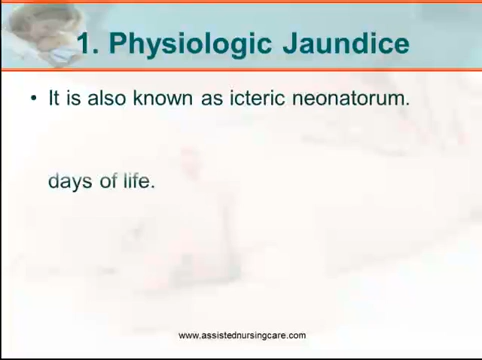 1. Physiologic Jaundice
• It is also known as icteric neonatorum.
days of life.
www.assistednursingcare.com